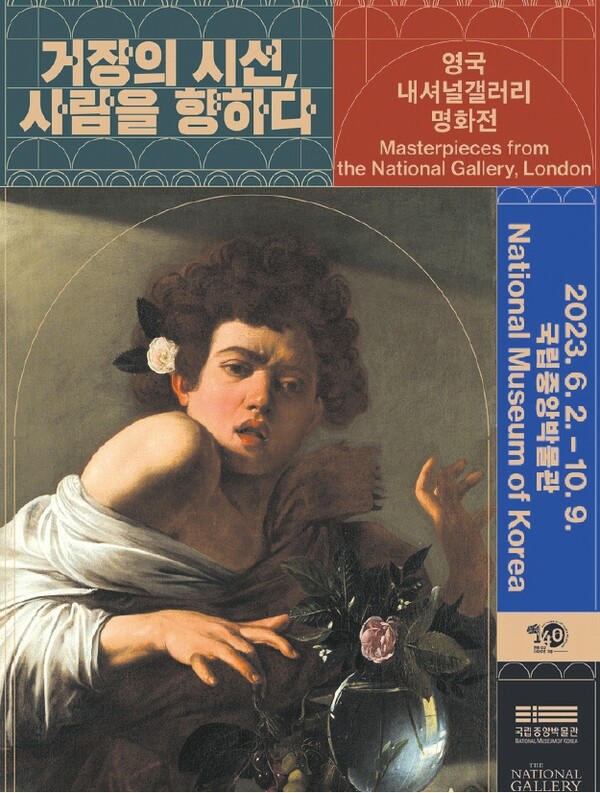 거장의 시선,
사람을 향하다
영국
내셔널갤러리
명화전
Masterpieces from
the National Gallery, London
2023. 6. 2. – 10. 9.
국립중앙박물관
National Museum of Korea
140
국립중앙박물관
NATIONAL MUSEUM OF KOREA
THE
NATIONAL
GALLERY